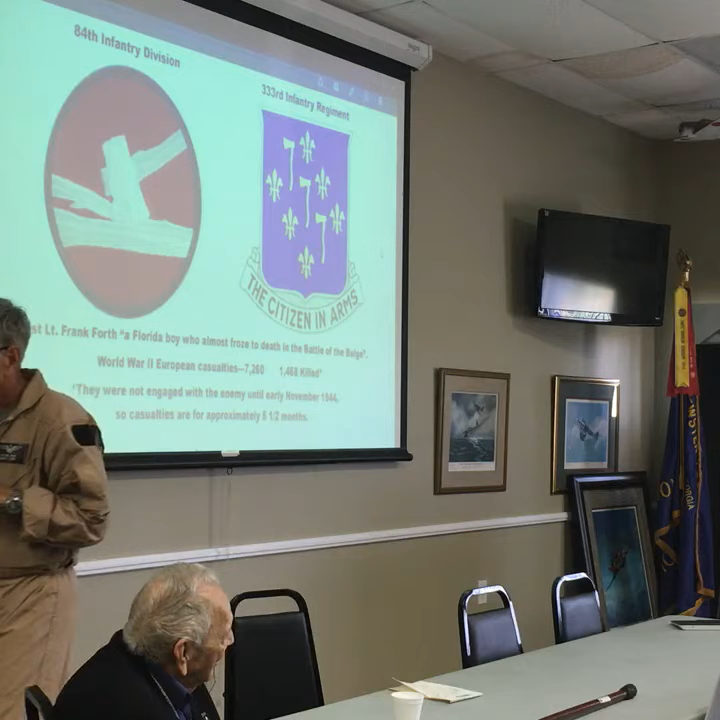 84th Infantry Division
333rd Infantry Regiment
THE CITIZEN IN ARMS
st Lt. Frank Forth "a Florida boy who almost froze to death in the Battle of the Bulge".
World War II European casualties--7,260 1,468 Killed*
*They were not engaged with the enemy until early November 1944,
so casualties are for approximately 5 1/2 months.